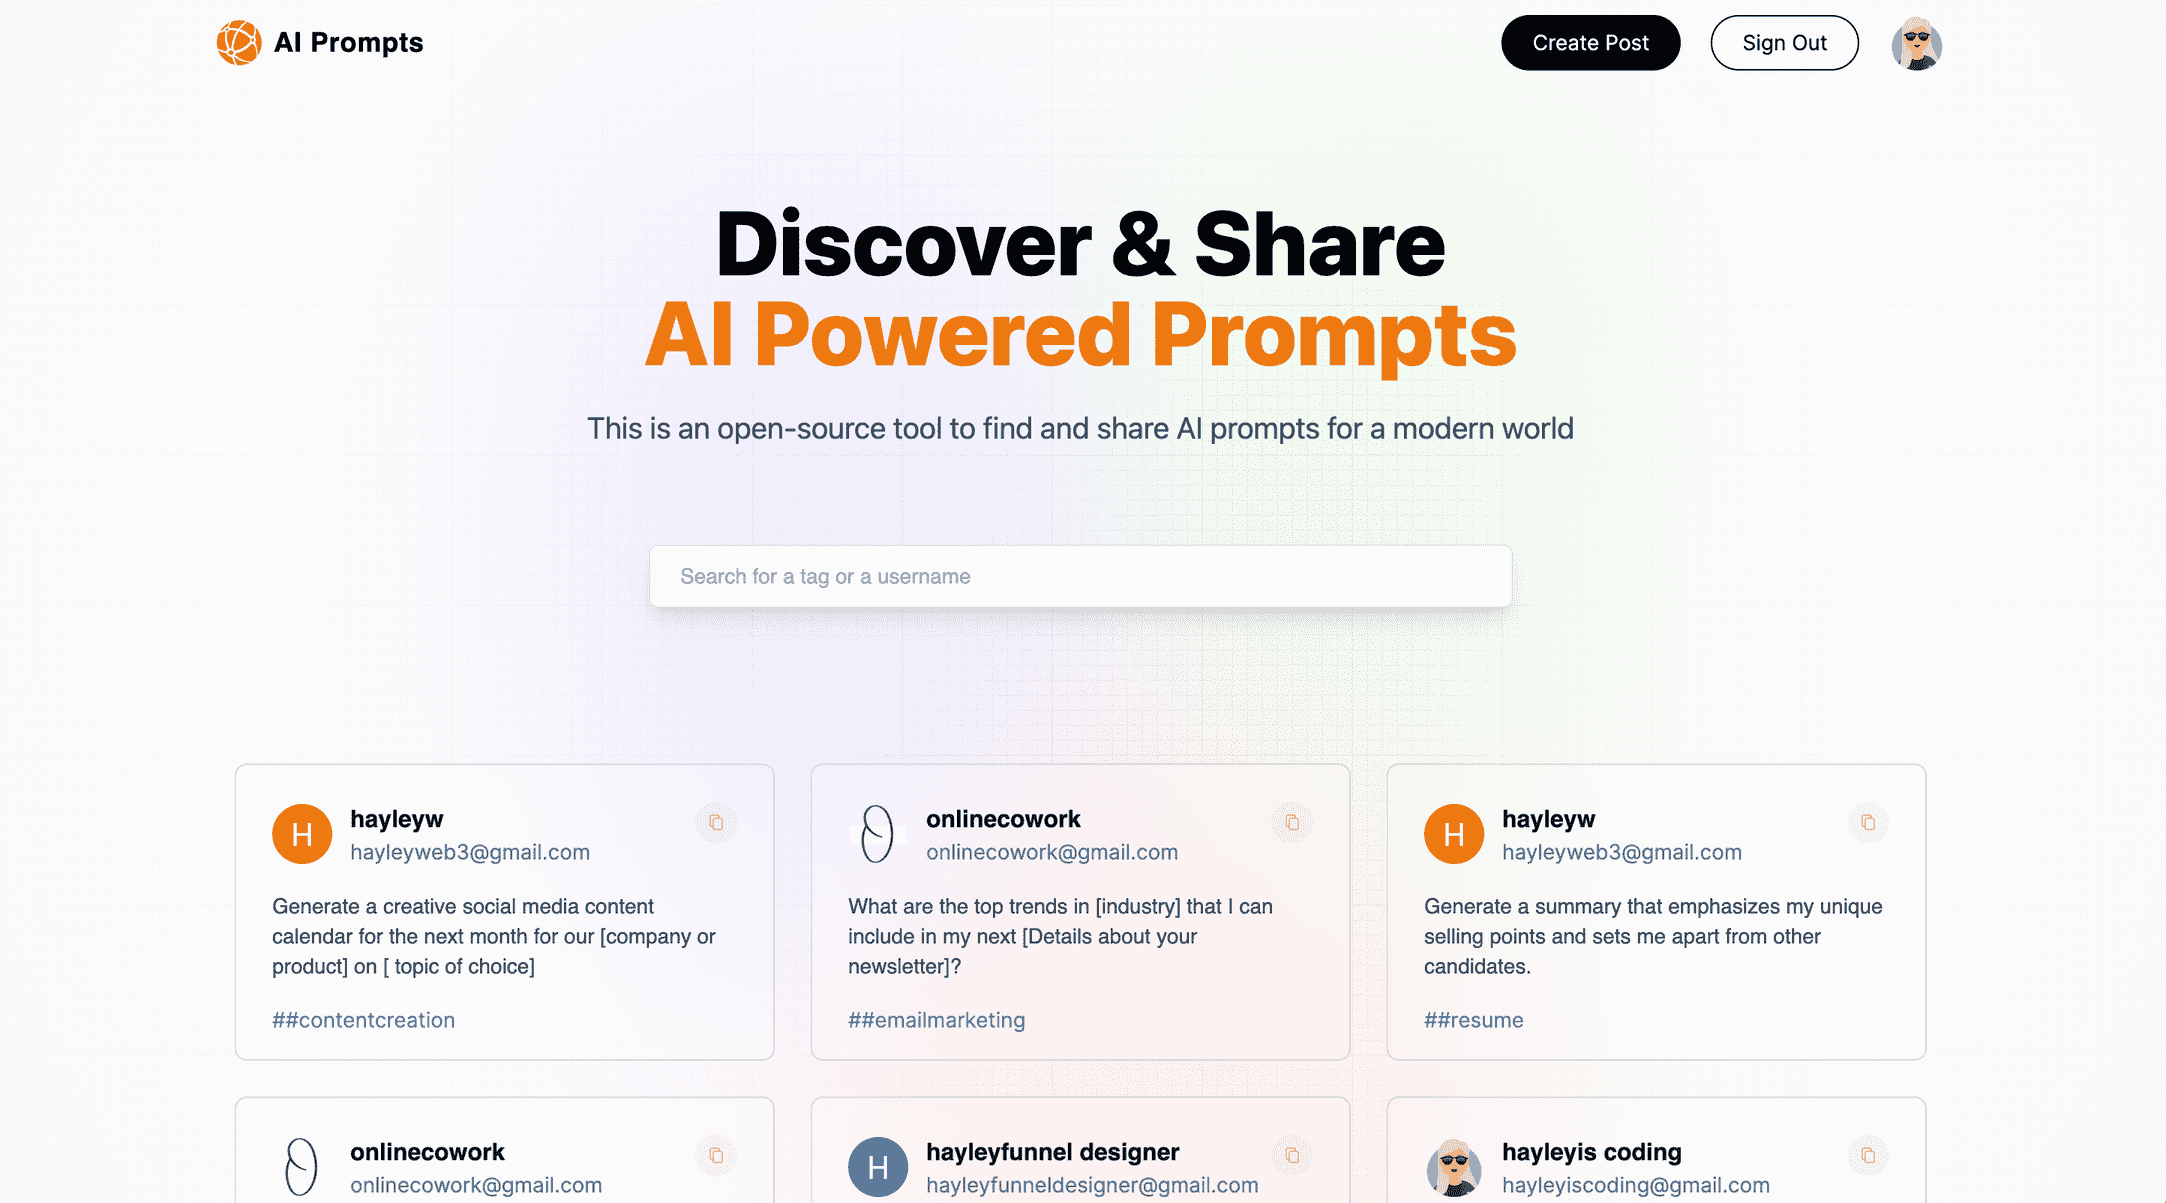 AI Prompts
Create Post
Sign Out
Discover & Share
AI Powered Prompts
This is an open-source tool to find and share AI prompts for a modern world
Search for a tag or a username
H
hayleyw
hayleyweb3@gmail.com
Generate a creative social media content
calendar for the next month for our [company or
product] on [ topic of choice]
##contentcreation
onlinecowork
onlinecowork@gmail.com
What are the top trends in [industry] that I can
include in my next [Details about your
newsletter]?
##emailmarketing
H
hayleyw
hayleyweb3@gmail.com
Generate a summary that emphasizes my unique
selling points and sets me apart from other
candidates.
##resume
onlinecowork
onlinecowork@gmail.com
H
hayleyfunnel designer
hayleyfunneldesigner@gmail.com
hayleyis coding
hayleyiscoding@gmail.com